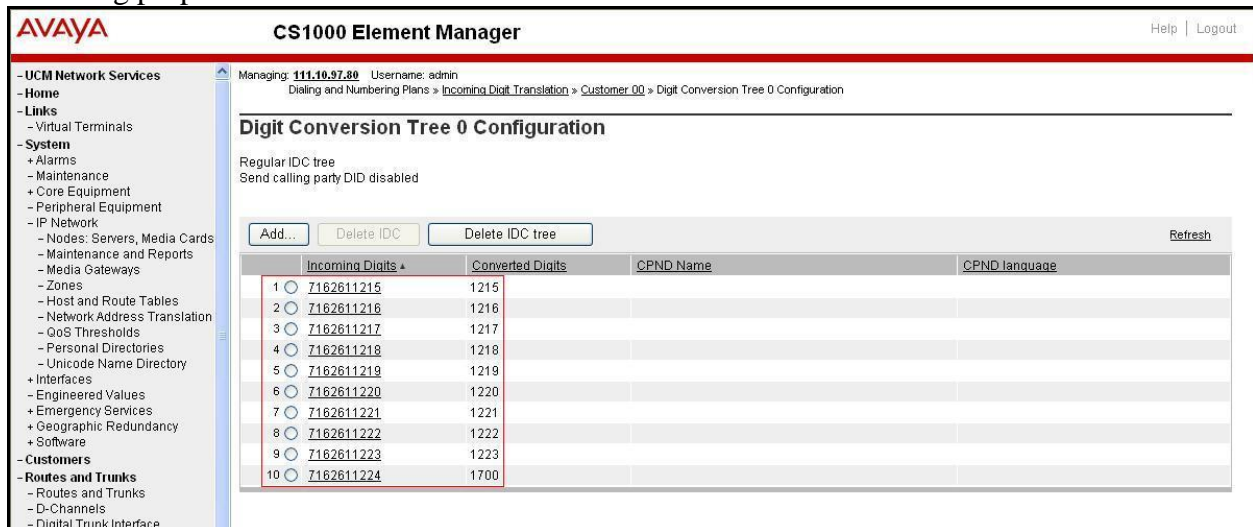 AVAYA
CS1000 Element Manager
Help | Logout
- UCM Network Services
- Home
- Links
- Virtual Terminals
- System
+ Alarms
- Maintenance
+ Core Equipment
- Peripheral Equipment
- IP Network
- Nodes: Servers, Media Cards
- Maintenance and Reports
- Media Gateways
- Zones
- Host and Route Tables
- Network Address Translation
- QoS Thresholds
- Personal Directories
- Unicode Name Directory
+ Interfaces
- Engineered Values
+ Emergency Services
+ Geographic Redundancy
+ Software
- Customers
- Routes and Trunks
- Routes and Trunks
- D-Channels
- Digital Trunk Interface
Managing: 111.10.97.80 Username: admin
Dialing and Numbering Plans » Incoming Digit Translation » Customer 00 » Digit Conversion Tree 0 Configuration
Digit Conversion Tree 0 Configuration
Regular IDC tree
Send calling party DID disabled
Add... Delete IDC Delete IDC tree Refresh
Incoming Digits Converted Digits CPND Name CPND language
1 7162611215 1215
2 7162611216 1216
3 7162611217 1217
4 7162611218 1218
5 7162611219 1219
6 7162611220 1220
7 7162611221 1221
8 7162611222 1222
9 7162611223 1223
10 7162611224 1700